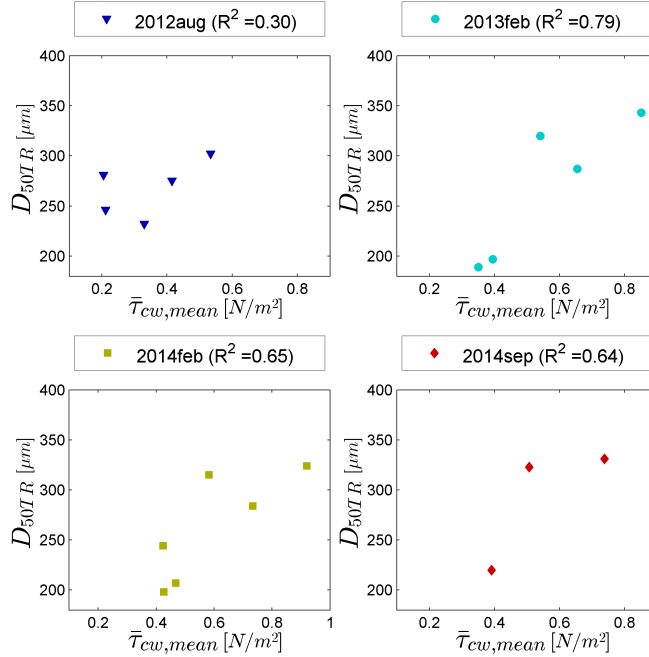 2012aug (R² =0.30)
400
350
300
250
200
D50TR [μm]
0.2 0.4 0.6 0.8
τ̄cw,mean [N/m²]
2013feb (R² =0.79)
400
350
300
250
200
D50TR [μm]
0.2 0.4 0.6 0.8
τ̄cw,mean [N/m²]
2014feb (R² =0.65)
400
350
300
250
200
D50TR [μm]
0.2 0.4 0.6 0.8 1
τ̄cw,mean [N/m²]
2014sep (R² =0.64)
400
350
300
250
200
D50TR [μm]
0.2 0.4 0.6 0.8
τ̄cw,mean [N/m²]